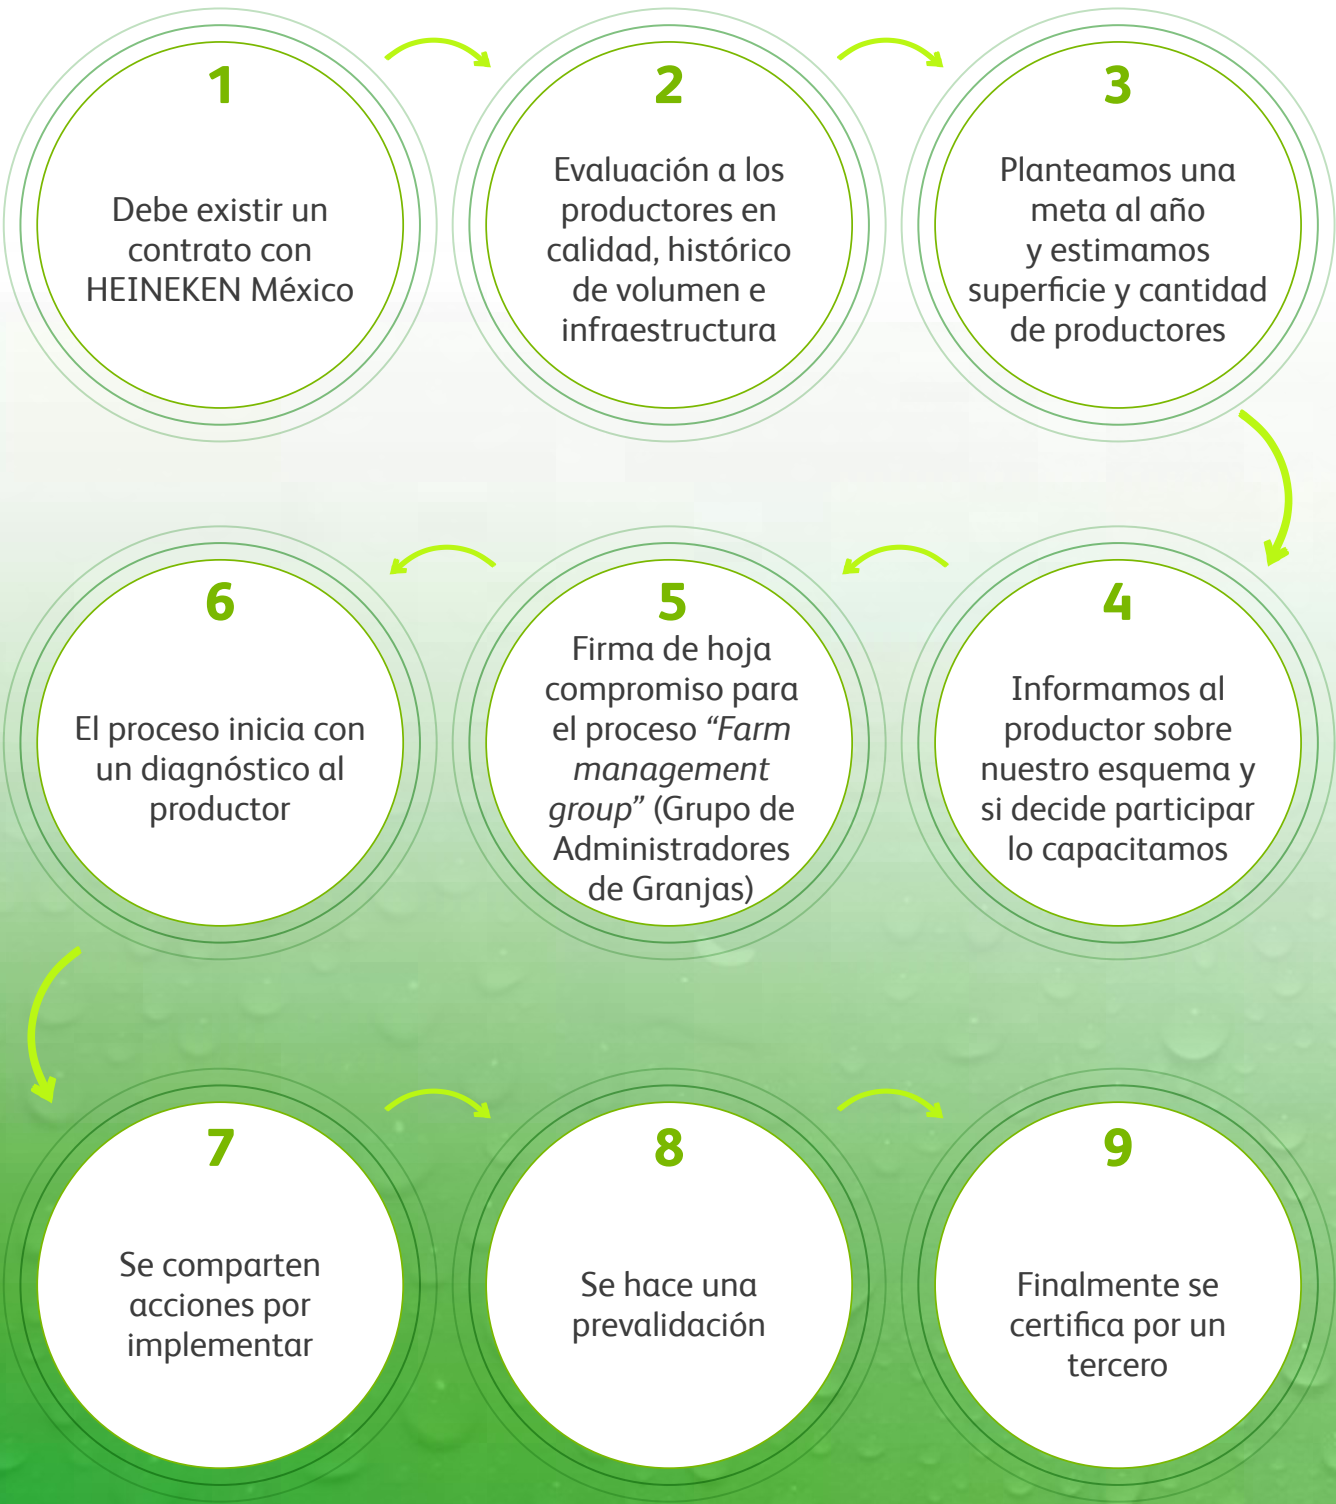 1
Debe existir un
contrato con
HEINEKEN México
2
Evaluación a los
productores en
calidad, histórico
de volumen e
infraestructura
3
Planteamos una
meta al año
y estimamos
superficie y cantidad
de productores
4
Informamos al
productor sobre
nuestro esquema y
si decide participar
lo capacitamos
5
Firma de hoja
compromiso para
el proceso “Farm
management
group” (Grupo de
Administradores
de Granjas)
6
El proceso inicia con
un diagnóstico al
productor
7
Se comparten
acciones por
implementar
8
Se hace una
prevalidación
9
Finalmente se
certifica por un
tercero